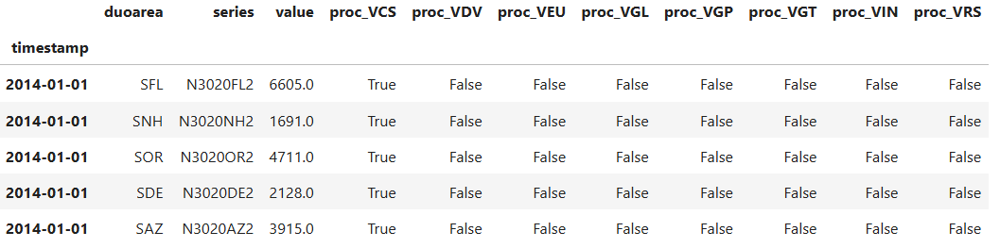 duoarea series value proc_VCS proc_VDV proc_VEU proc_VGL proc_VGP proc_VGT proc_VIN proc_VRS
timestamp
2014-01-01 SFL N3020FL2 6605.0 True False False False False False False False
2014-01-01 SNH N3020NH2 1691.0 True False False False False False False False
2014-01-01 SOR N3020OR2 4711.0 True False False False False False False False
2014-01-01 SDE N3020DE2 2128.0 True False False False False False False False
2014-01-01 SAZ N3020AZ2 3915.0 True False False False False False False False